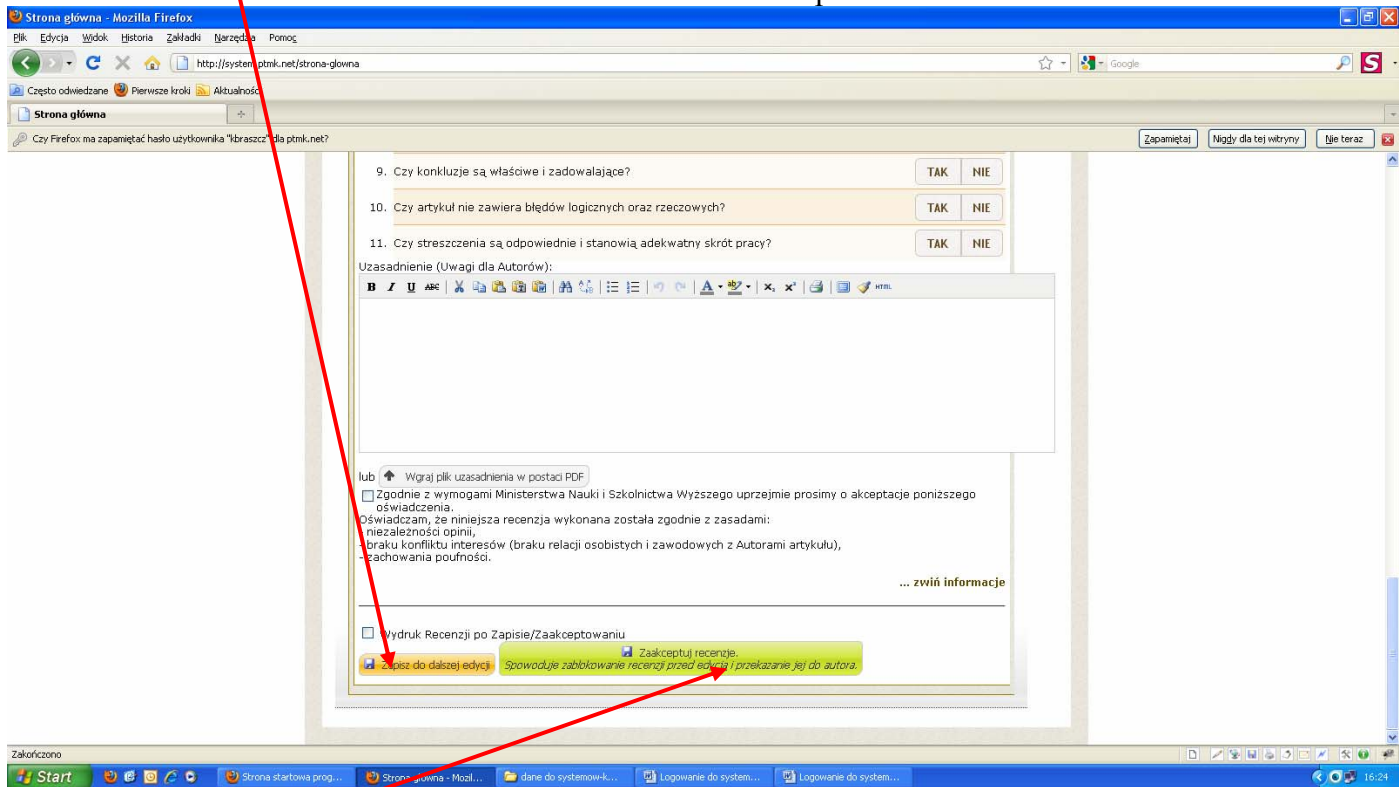 Strona główna - Mozilla Firefox
Plik Edycja Widok Historia Zakładki Narzędzia Pomoc
http://system.ptmk.net/strona-glowna
Google
Często odwiedzane Pierwsze kroki Aktualności
Strona główna
Czy Firefox ma zapamiętać hasło użytkownika "kbraszcz" dla ptmk.net? Zapamiętaj Nigdy dla tej witryny Nie teraz
9. Czy konkluzje są właściwe i zadowalające? TAK NIE
10. Czy artykuł nie zawiera błędów logicznych oraz rzeczowych? TAK NIE
11. Czy streszczenia są odpowiednie i stanowią adekwatny skrót pracy? TAK NIE
Uzasadnienie (Uwagi dla Autorów):
B I U ABC A ab x, x² HTML
lub Wgraj plik uzasadnienia w postaci PDF
Zgodnie z wymogami Ministerstwa Nauki i Szkolnictwa Wyższego uprzejmie prosimy o akceptacje poniższego
oświadczenia.
Oświadczam, że niniejsza recenzja wykonana została zgodnie z zasadami:
- niezależności opinii,
- braku konfliktu interesów (braku relacji osobistych i zawodowych z Autorami artykułu),
- zachowania poufności.
... zwiń informacje
Wydruk Recenzji po Zapisie/Zaakceptowaniu
Zapisz do dalszej edycji
Zaakceptuj recenzje.
Spowoduje zablokowanie recenzji przed edycja i przekazanie jej do autora.
Zakończono
Start Strona startowa prog... Strona główna - Mozil... dane do systemow-k... Logowanie do system... Logowanie do system... 16:24